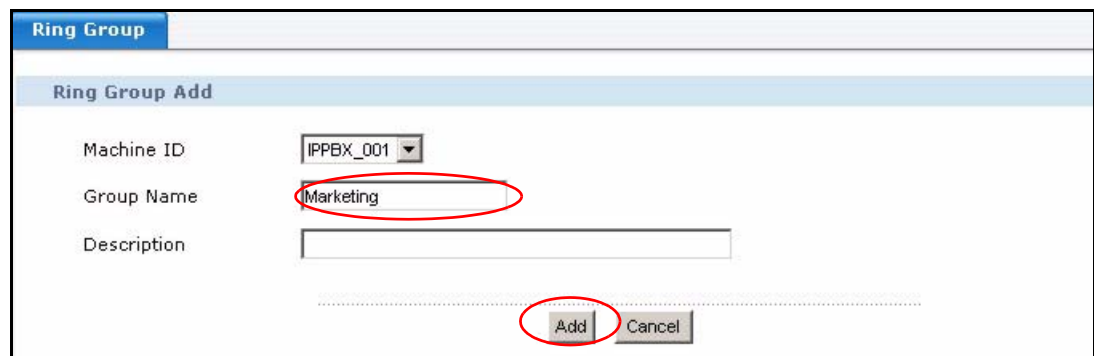 Ring Group
Ring Group Add
Machine ID IPPBX_001
Group Name Marketing
Description
Add Cancel